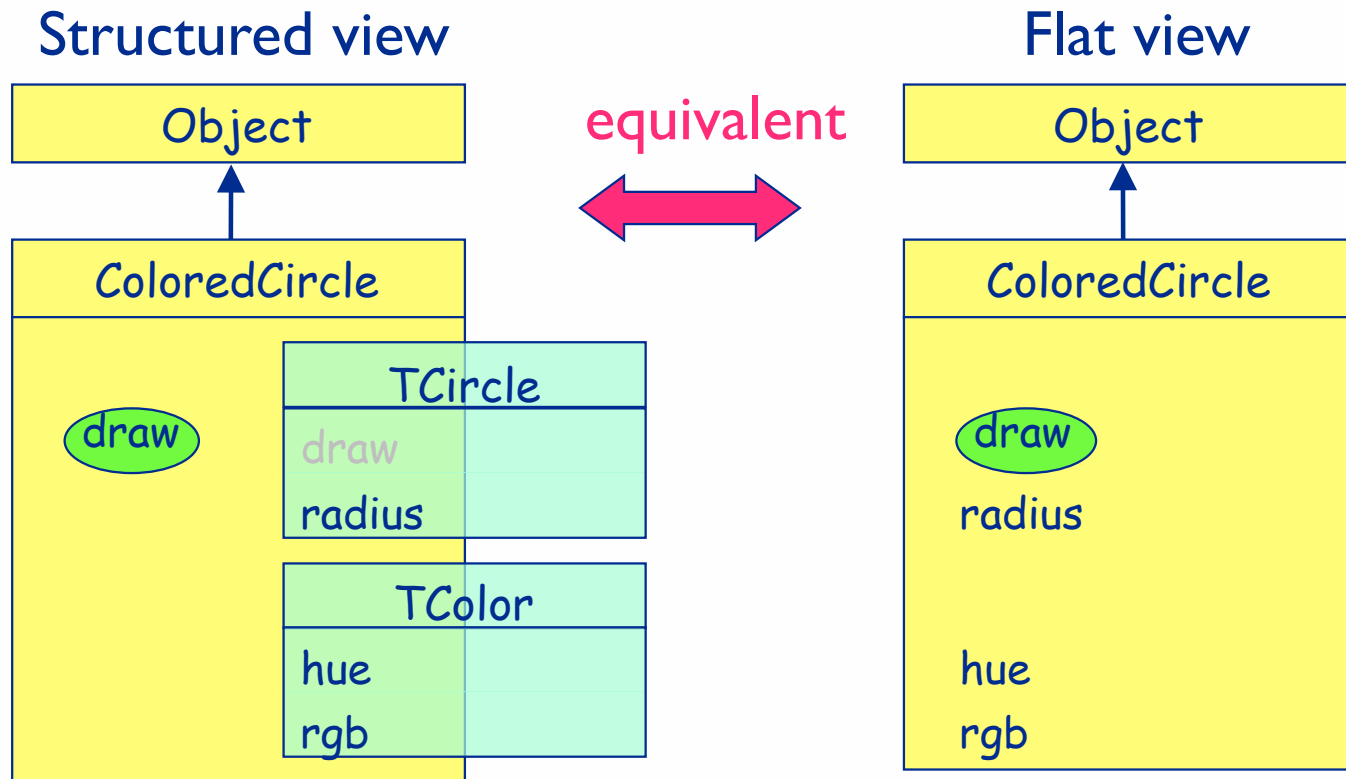 Structured view
Object
ColoredCircle
draw
TCircle
draw
radius
TColor
hue
rgb
equivalent
Flat view
Object
ColoredCircle
draw
radius
hue
rgb